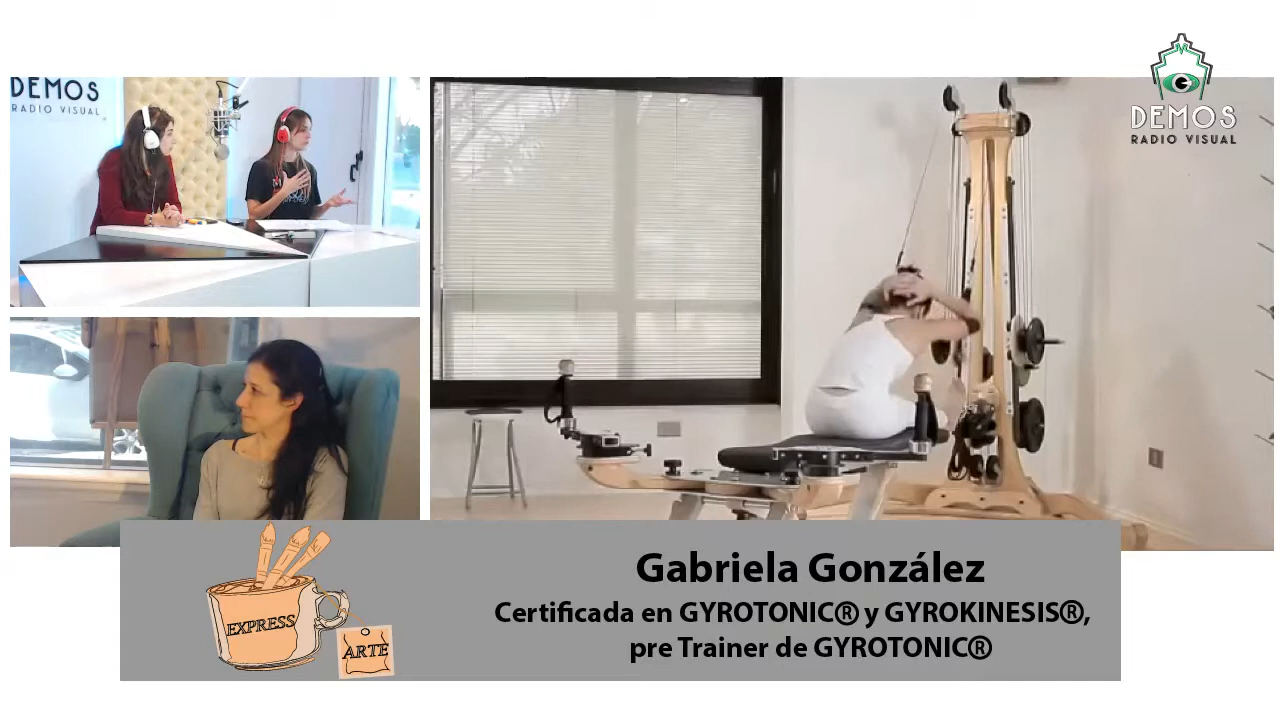 DEMOS
RADIO VISUAL
DEMOS
RADIO VISUAL
EXPRESS
ARTE
Gabriela González
Certificada en GYROTONIC® y GYROKINESIS®,
pre Trainer de GYROTONIC®